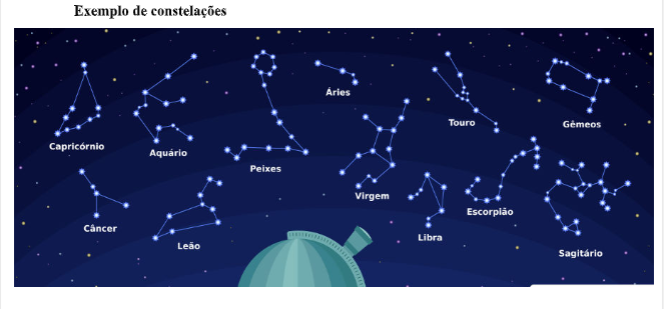 Exemplo de constelações
Áries
Touro
Gêmeos
Capricórnio
Aquário
Peixes
Virgem
Escorpião
Câncer
Libra
Leão
Sagitário